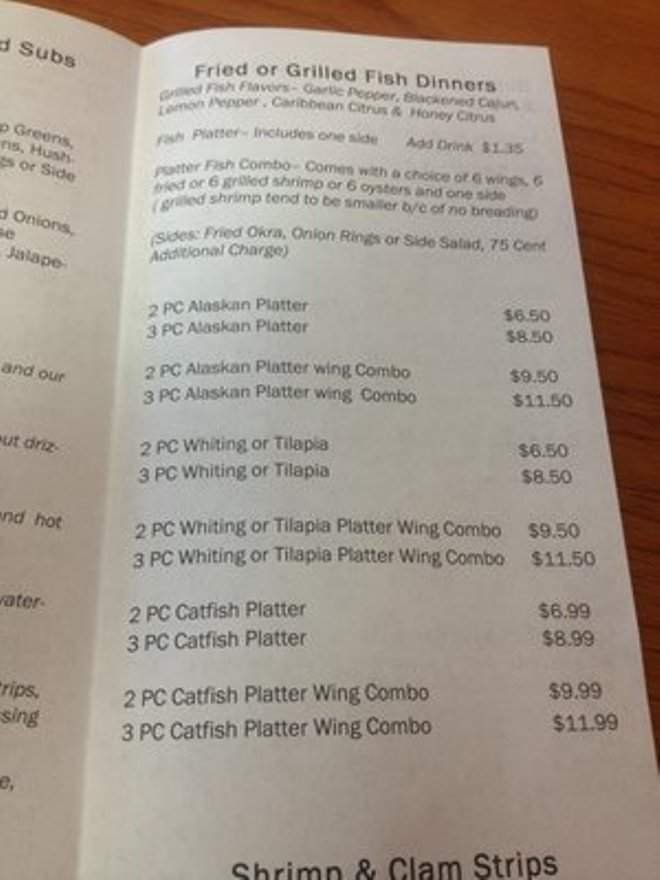 d Subs
p Greens,
ns, Hush-
gs or Side
d Onions,
se
Jalape-
and our
out driz-
and hot
water-
trips,
ssing
e,
Fried or Grilled Fish Dinners
Grilled Fish Flavors- Garlic Pepper, Blackened Cajun,
Lemon Pepper, Caribbean Citrus & Honey Citrus
Fish Platter- Includes one side Add Drink $1.35
Platter Fish Combo- Comes with a choice of 6 wings, 6
fried or 6 grilled shrimp or 6 oysters and one side
( grilled shrimp tend to be smaller b/c of no breading)
(Sides: Fried Okra, Onion Rings or Side Salad, 75 Cent
Additional Charge)
2 PC Alaskan Platter $6.50
3 PC Alaskan Platter $8.50
2 PC Alaskan Platter wing Combo $9.50
3 PC Alaskan Platter wing Combo $11.50
2 PC Whiting or Tilapia $6.50
3 PC Whiting or Tilapia $8.50
2 PC Whiting or Tilapia Platter Wing Combo $9.50
3 PC Whiting or Tilapia Platter Wing Combo $11.50
2 PC Catfish Platter $6.99
3 PC Catfish Platter $8.99
2 PC Catfish Platter Wing Combo $9.99
3 PC Catfish Platter Wing Combo $11.99
Shrimp & Clam Strips